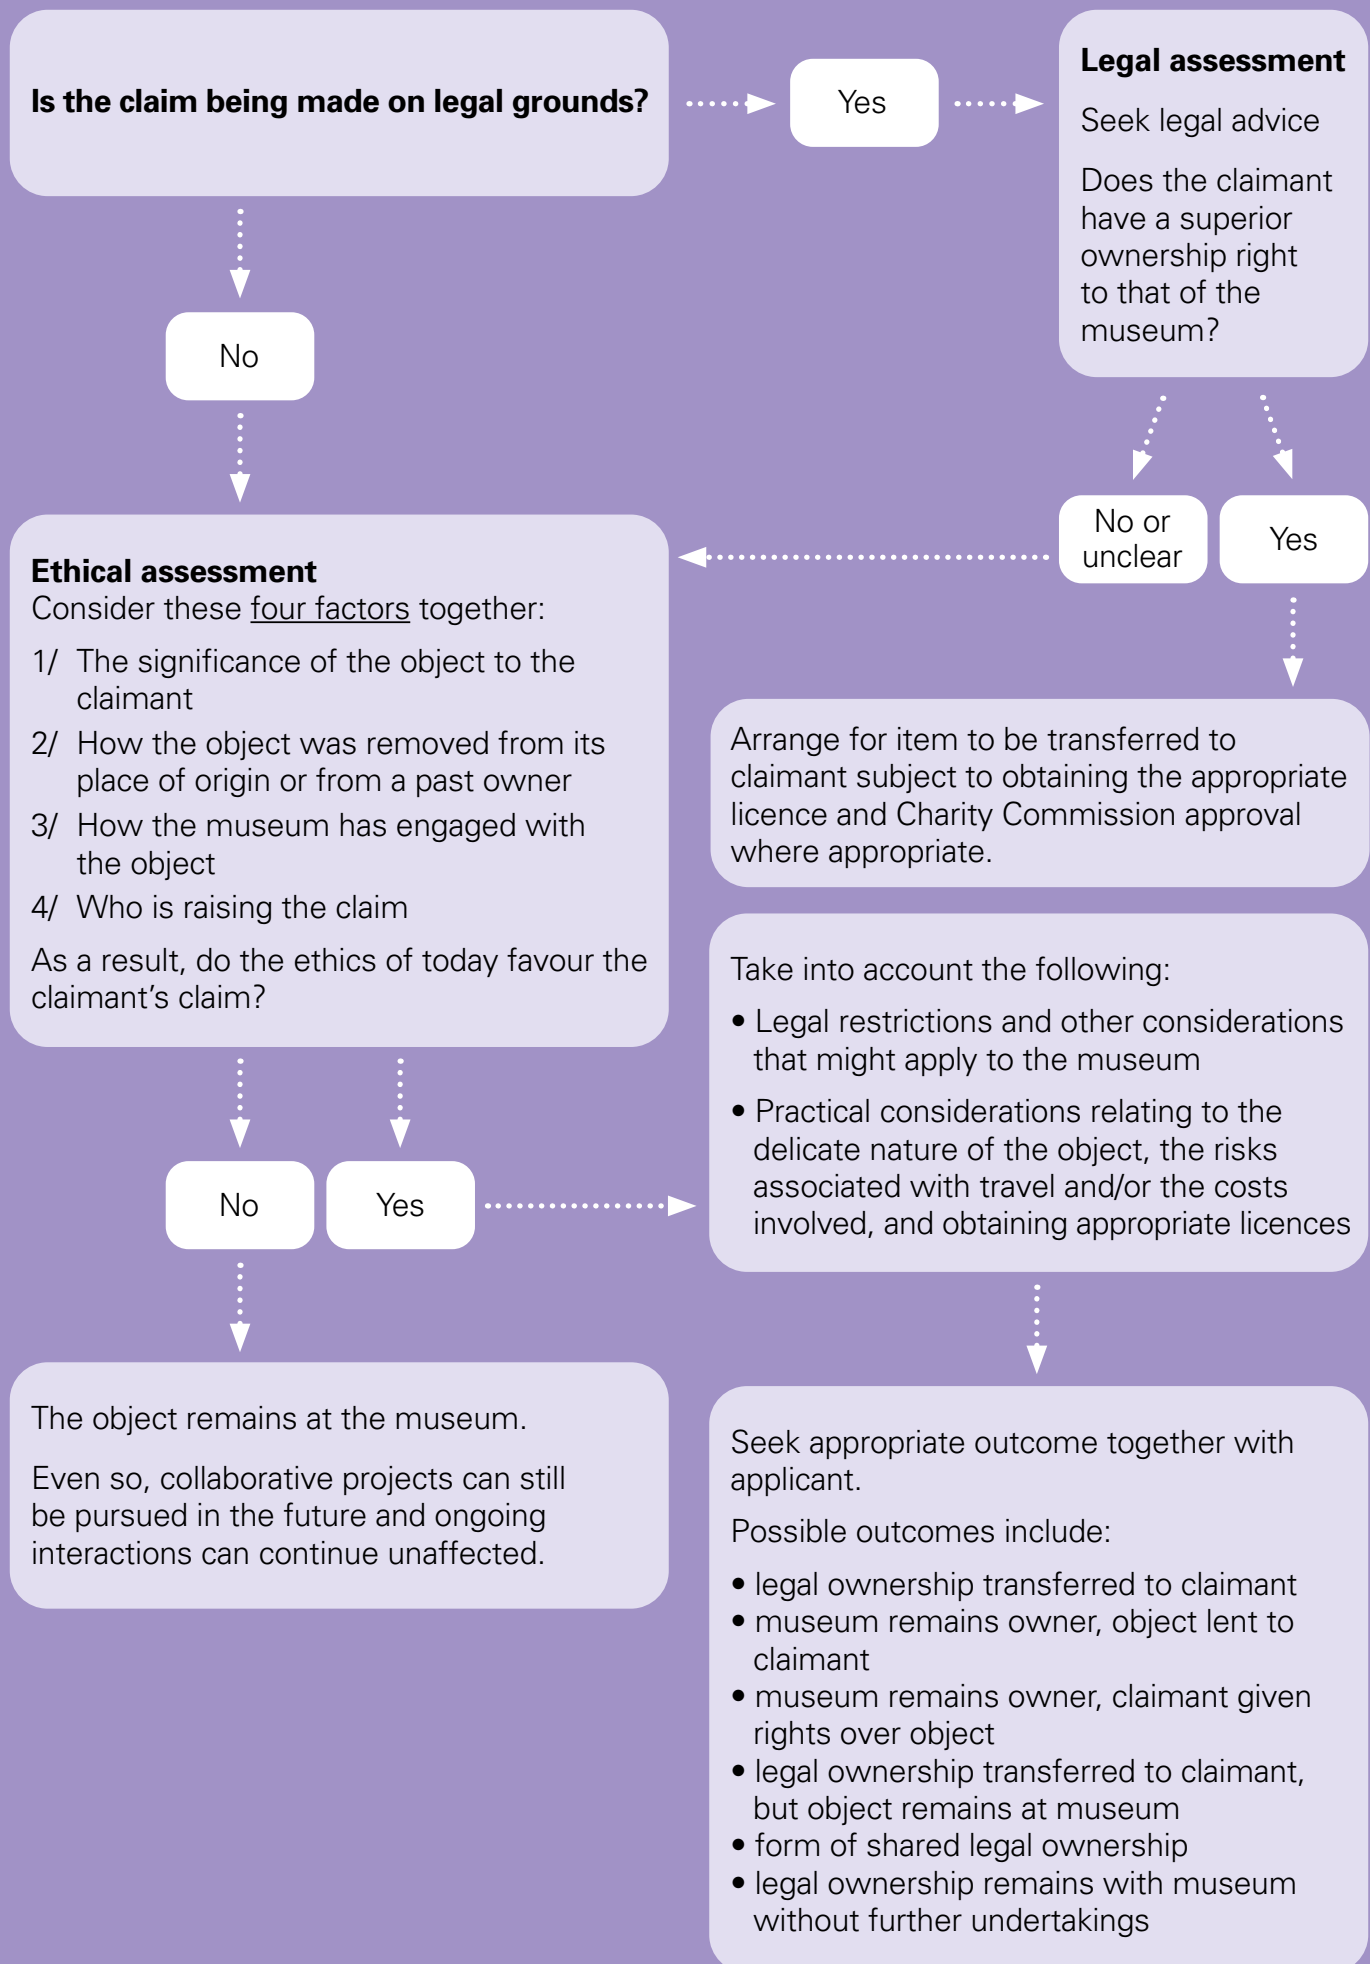 Is the claim being made on legal grounds?
Yes
Legal assessment
Seek legal advice
Does the claimant
have a superior
ownership right
to that of the
museum?
No
No or
unclear
Yes
Ethical assessment
Consider these four factors together:
1/ The significance of the object to the
claimant
2/ How the object was removed from its
place of origin or from a past owner
3/ How the museum has engaged with
the object
4/ Who is raising the claim
As a result, do the ethics of today favour the
claimant’s claim?
Arrange for item to be transferred to
claimant subject to obtaining the appropriate
licence and Charity Commission approval
where appropriate.
No
Yes
Take into account the following:
• Legal restrictions and other considerations
that might apply to the museum
• Practical considerations relating to the
delicate nature of the object, the risks
associated with travel and/or the costs
involved, and obtaining appropriate licences
The object remains at the museum.
Even so, collaborative projects can still
be pursued in the future and ongoing
interactions can continue unaffected.
Seek appropriate outcome together with
applicant.
Possible outcomes include:
• legal ownership transferred to claimant
• museum remains owner, object lent to
claimant
• museum remains owner, claimant given
rights over object
• legal ownership transferred to claimant,
but object remains at museum
• form of shared legal ownership
• legal ownership remains with museum
without further undertakings